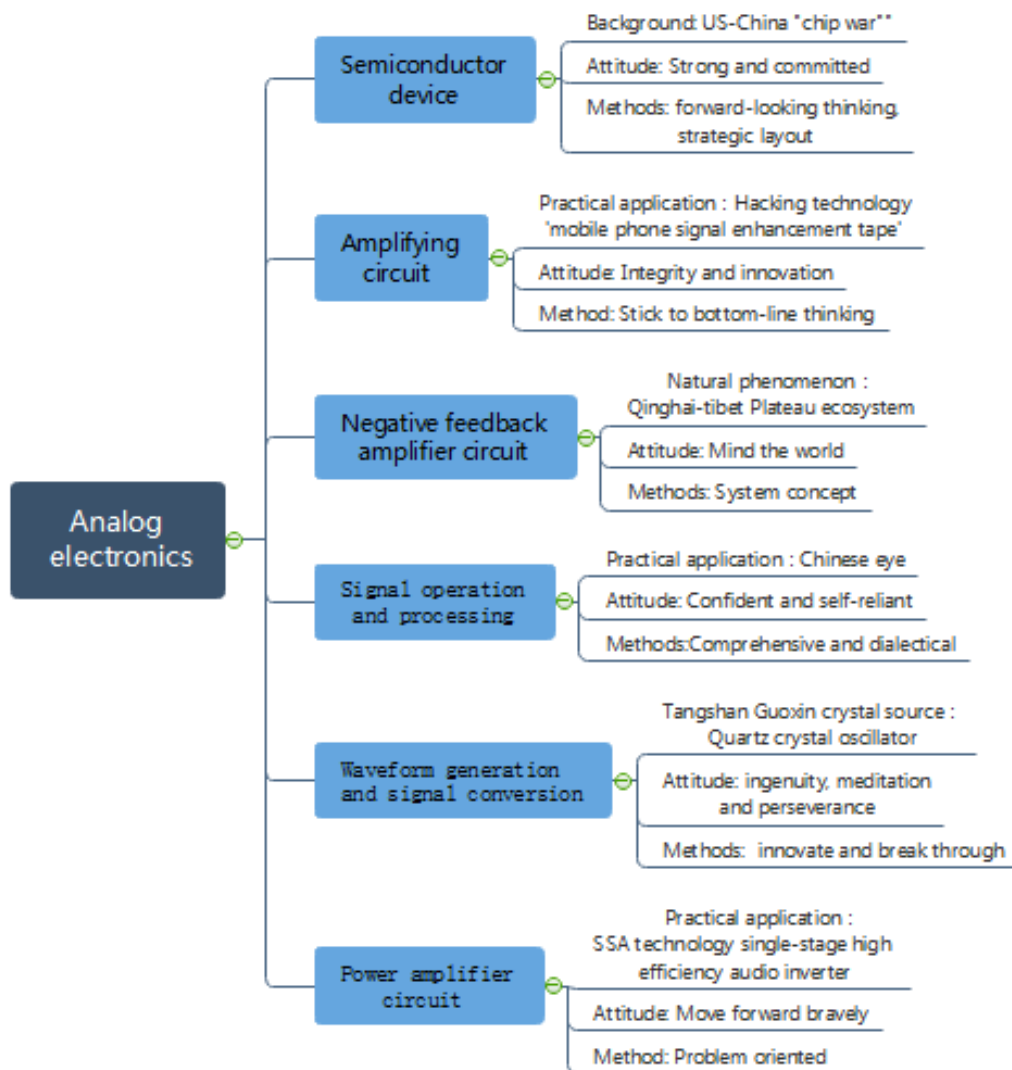 Analog
electronics
Semiconductor
device
Background: US-China "chip war""
Attitude: Strong and committed
Methods: forward-looking thinking,
strategic layout
Amplifying
circuit
Practical application : Hacking technology
'mobile phone signal enhancement tape'
Attitude: Integrity and innovation
Method: Stick to bottom-line thinking
Negative feedback
amplifier circuit
Natural phenomenon :
Qinghai-tibet Plateau ecosystem
Attitude: Mind the world
Methods: System concept
Signal operation
and processing
Practical application : Chinese eye
Attitude: Confident and self-reliant
Methods:Comprehensive and dialectical
Waveform generation
and signal conversion
Tangshan Guoxin crystal source :
Quartz crystal oscillator
Attitude: ingenuity, meditation
and perseverance
Methods: innovate and break through
Power amplifier
circuit
Practical application :
SSA technology single-stage high
efficiency audio inverter
Attitude: Move forward bravely
Method: Problem oriented